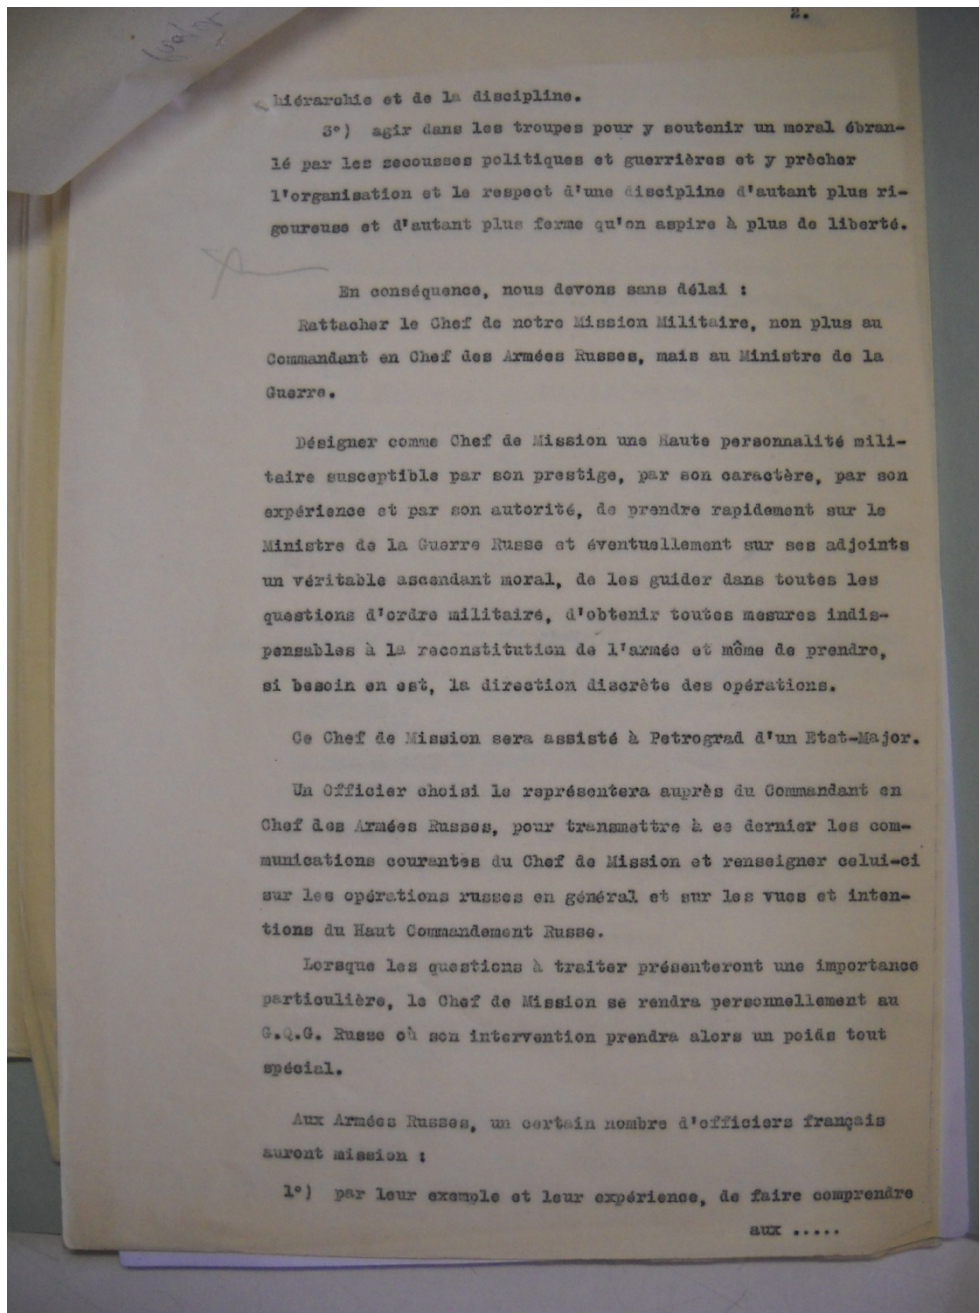 2.
hiérarchie et de la discipline.
3°) agir dans les troupes pour y soutenir un moral ébran-
lé par les secousses politiques et guerrières et y prêcher
l'organisation et le respect d'une discipline d'autant plus ri-
goureuse et d'autant plus ferme qu'on aspire à plus de liberté.
En conséquence, nous devons sans délai :
Rattacher le Chef de notre Mission Militaire, non plus au
Commandant en Chef des Armées Russes, mais au Ministre de la
Guerre.
Désigner comme Chef de Mission une Haute personnalité mili-
taire susceptible par son prestige, par son caractère, par son
expérience et par son autorité, de prendre rapidement sur le
Ministre de la Guerre Russe et éventuellement sur ses adjoints
un véritable ascendant moral, de les guider dans toutes les
questions d'ordre militaire, d'obtenir toutes mesures indis-
pensables à la reconstitution de l'armée et même de prendre,
si besoin en est, la direction discrète des opérations.
Ce Chef de Mission sera assisté à Petrograd d'un Etat-Major.
Un Officier choisi le représentera auprès du Commandant en
Chef des Armées Russes, pour transmettre à ce dernier les com-
munications courantes du Chef de Mission et renseigner celui-ci
sur les opérations russes en général et sur les vues et inten-
tions du Haut Commandement Russe.
Lorsque les questions à traiter présenteront une importance
particulière, le Chef de Mission se rendra personnellement au
G.Q.G. Russe où son intervention prendra alors un poids tout
spécial.
Aux Armées Russes, un certain nombre d'officiers français
auront mission :
1°) par leur exemple et leur expérience, de faire comprendre
aux .....